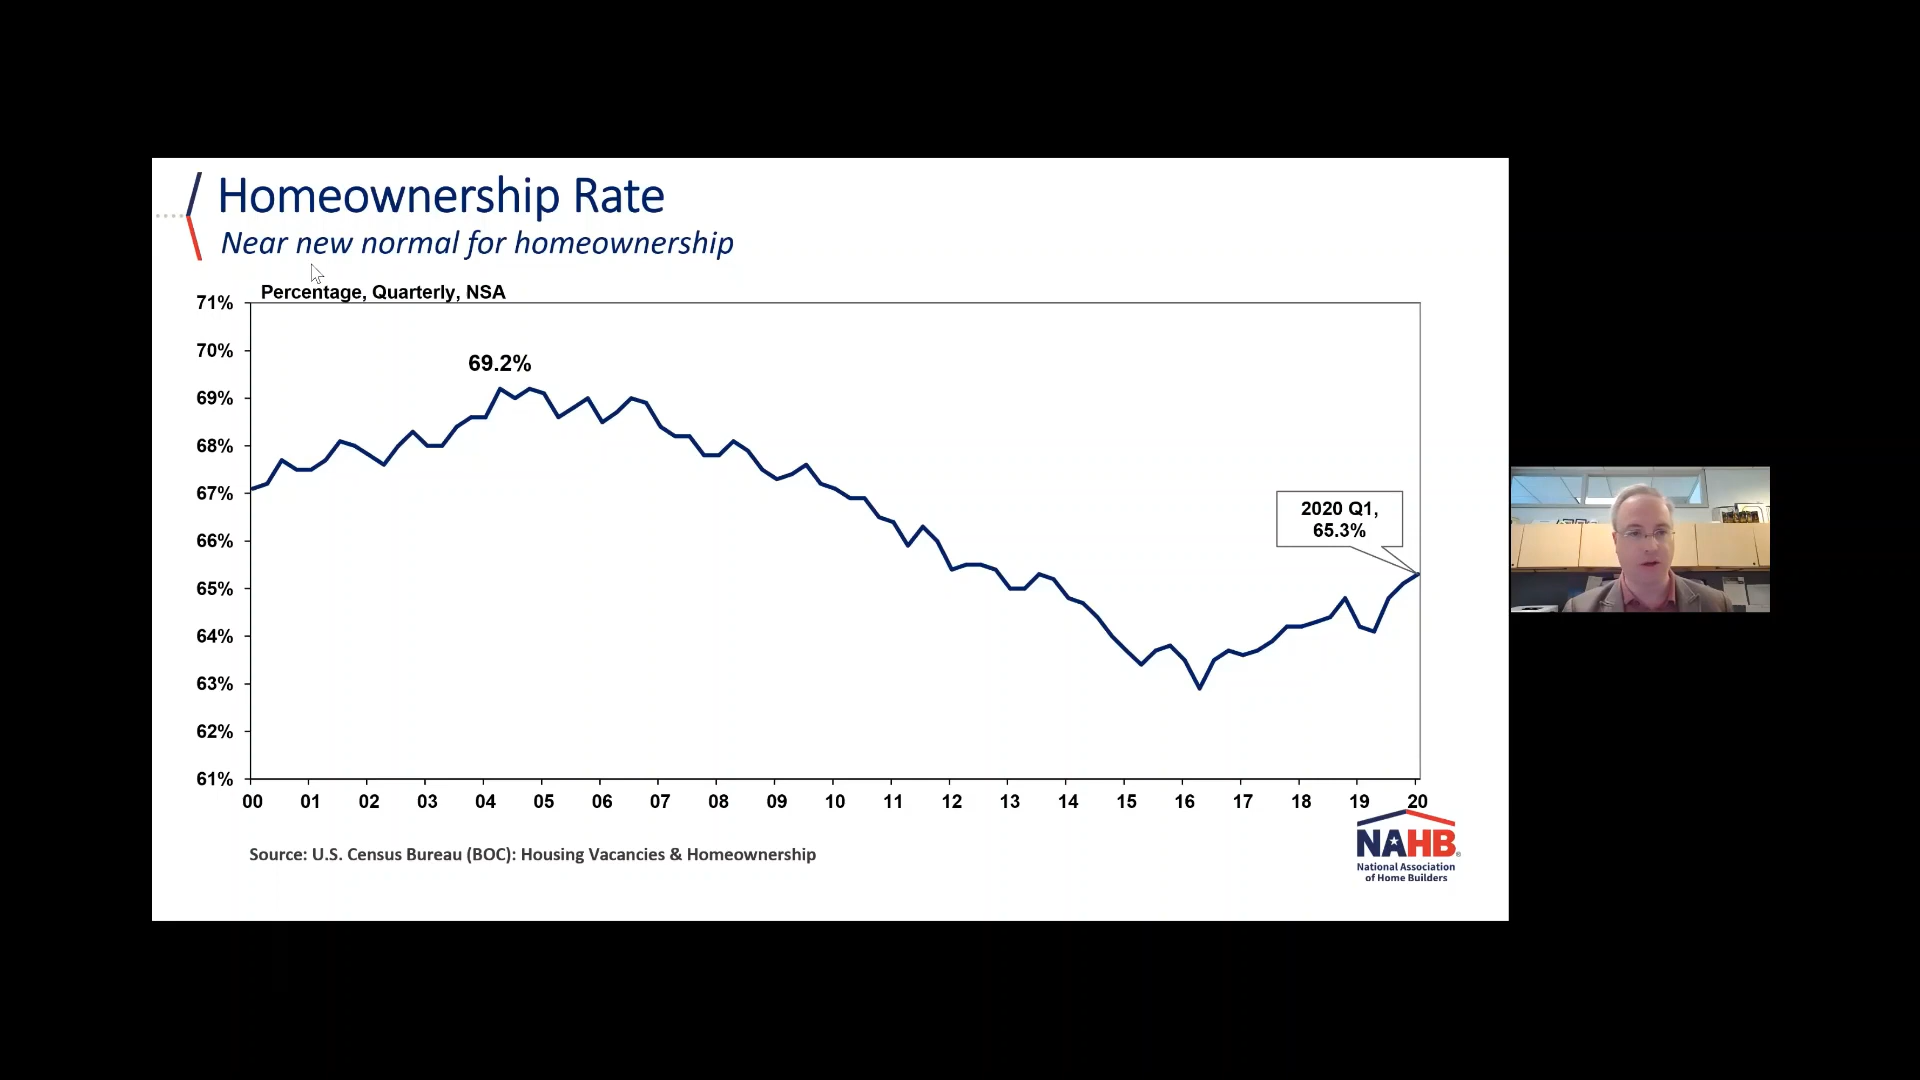 Homeownership Rate
Near new normal for homeownership
Percentage, Quarterly, NSA
71%
70%
69%
68%
67%
66%
65%
64%
63%
62%
61%
69.2%
2020 Q1,
65.3%
00 01 02 03 04 05 06 07 08 09 10 11 12 13 14 15 16 17 18 19 20
Source: U.S. Census Bureau (BOC): Housing Vacancies & Homeownership
NAHB®
National Association
of Home Builders